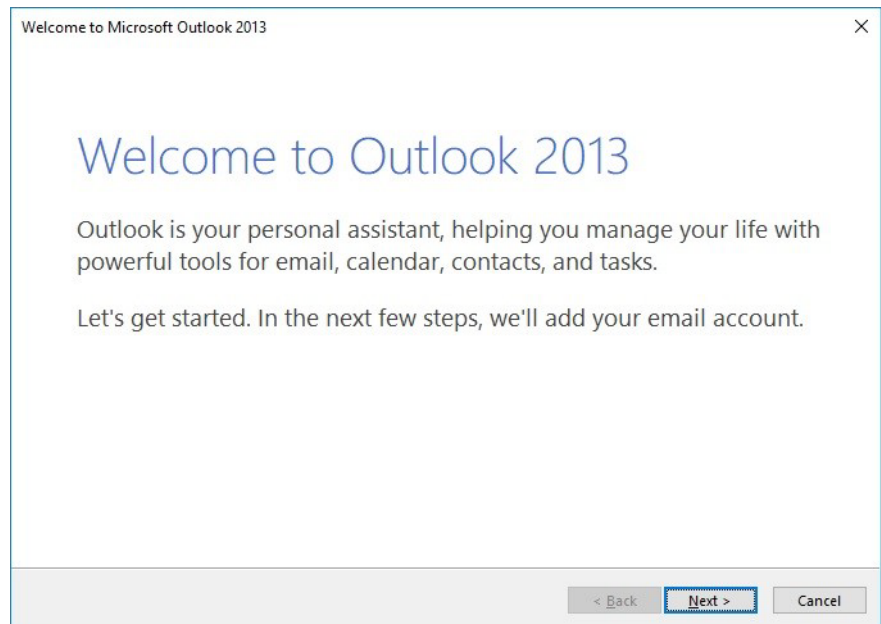 Welcome to Microsoft Outlook 2013
Welcome to Outlook 2013
Outlook is your personal assistant, helping you manage your life with
powerful tools for email, calendar, contacts, and tasks.
Let's get started. In the next few steps, we'll add your email account.
< Back Next > Cancel